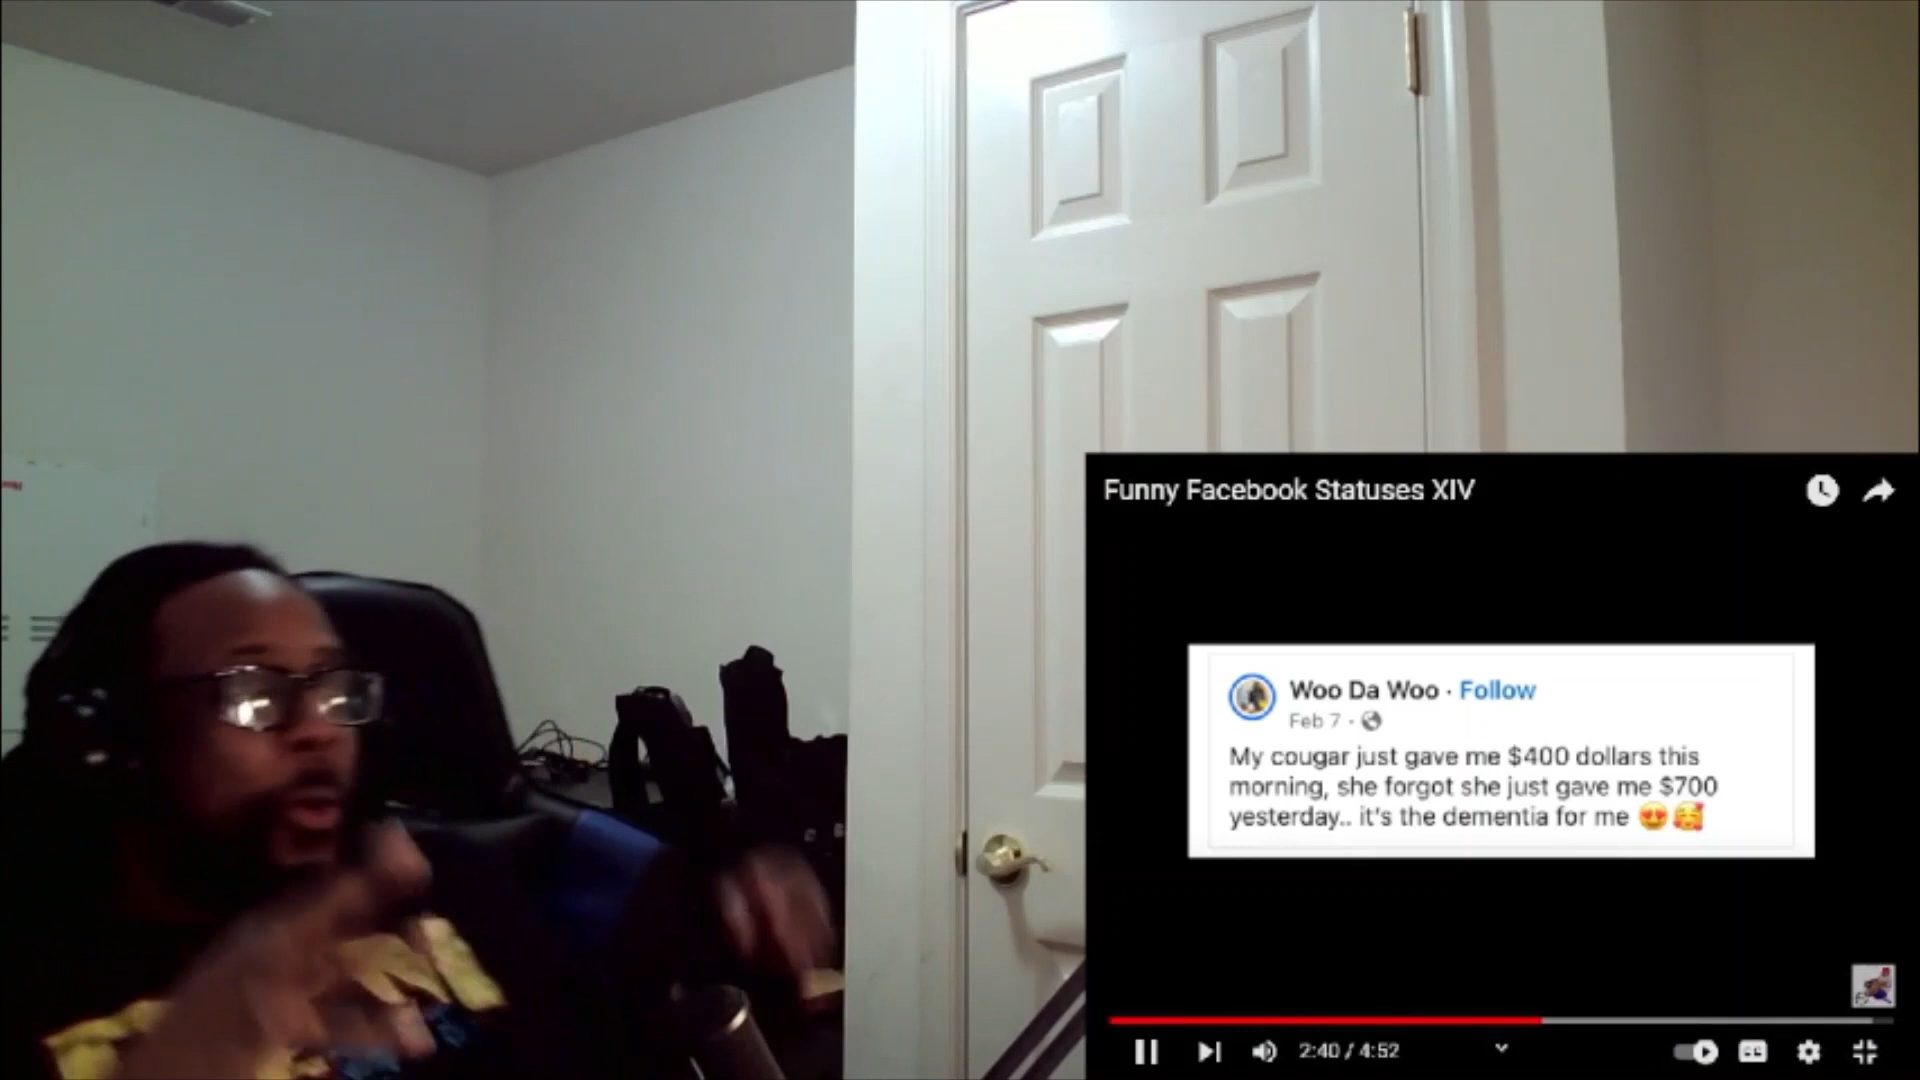 Funny Facebook Statuses XIV
Woo Da Woo · Follow
Feb 7 ·
My cougar just gave me $400 dollars this
morning, she forgot she just gave me $700
yesterday.. it's the dementia for me 😍🥰
2:40 / 4:52
CC